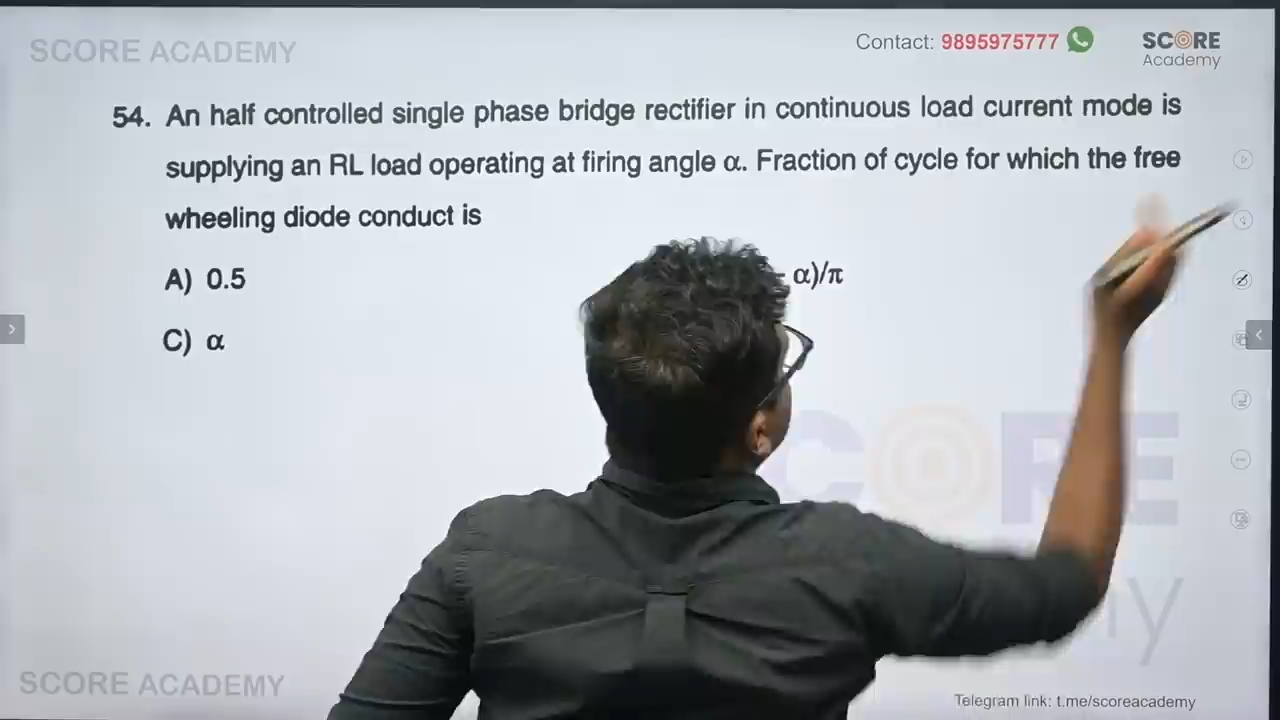 SCORE ACADEMY
Contact: 9895975777
SCORE
Academy
54. An half controlled single phase bridge rectifier in continuous load current mode is
supplying an RL load operating at firing angle α. Fraction of cycle for which the free
wheeling diode conduct is
A) 0.5
- α)/π
C) α
SCORE ACADEMY
Telegram link: t.me/scoreacademy